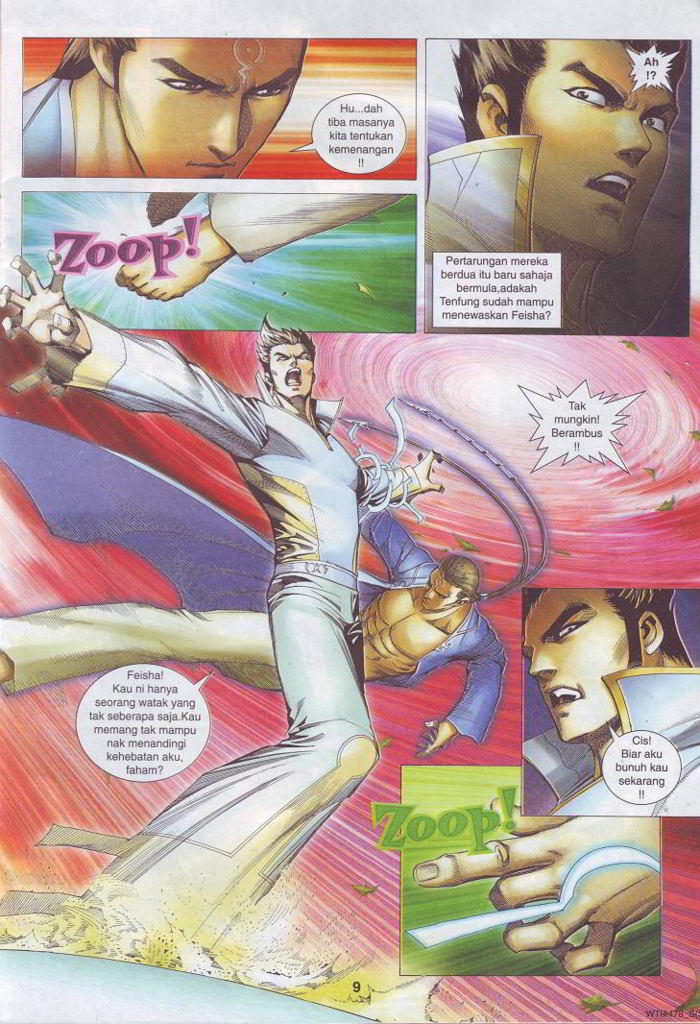 Hu...dah
tiba masanya
kita tentukan
kemenangan
!!
Ah
!?
Zoop!
Pertarungan mereka
berdua itu baru sahaja
bermula,adakah
Tenfung sudah mampu
menewaskan Feisha?
Tak
mungkin!
Berambus
!!
Feisha!
Kau ni hanya
seorang watak yang
tak seberapa saja.Kau
memang tak mampu
nak menandingi
kehebatan aku,
faham?
Cis!
Biar aku
bunuh kau
sekarang
!!
Zoop!
9